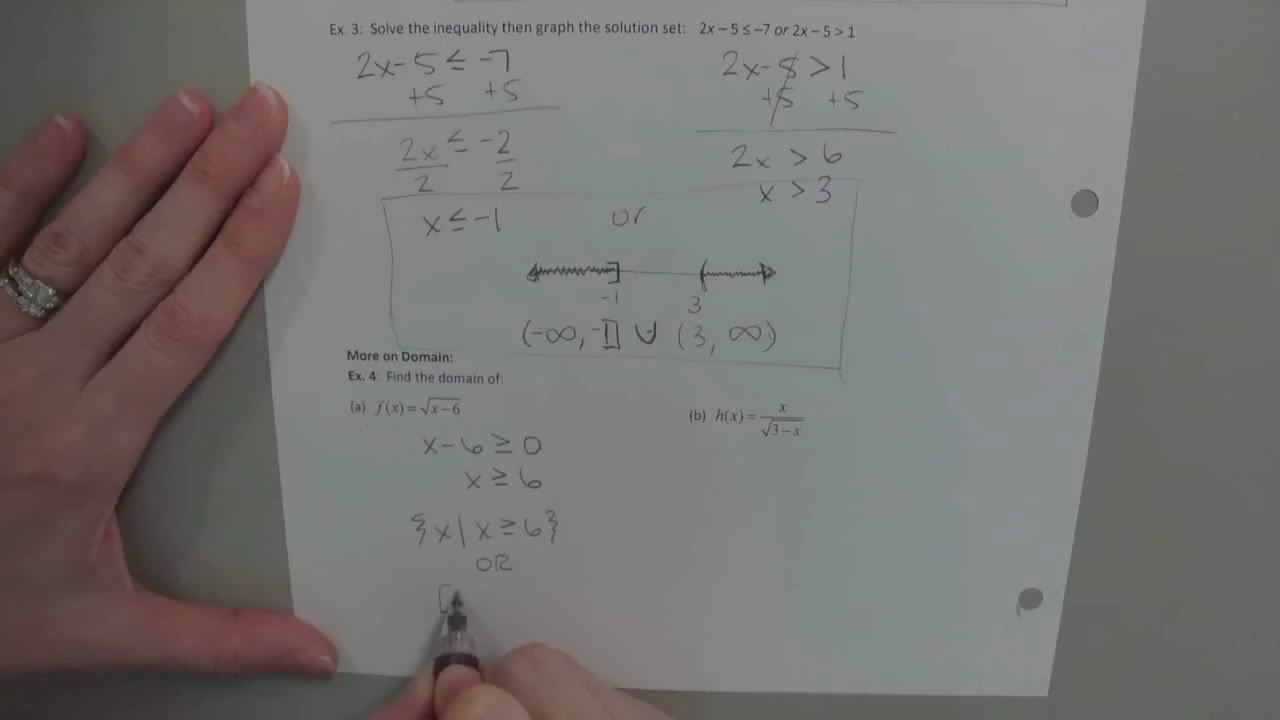 Ex. 3: Solve the inequality then graph the solution set: 2x – 5 ≤ –7 or 2x – 5 > 1
2x - 5 ≤ -7 2x - 5 > 1
+5 +5 +5 +5
2x ≤ -2 2x > 6
2 2 x > 3
x ≤ -1 or
-1 3
(-∞, -1] ∪ (3, ∞)
More on Domain:
Ex. 4: Find the domain of:
(a) f(x) = √x–6 (b) h(x) = x/√3–x
x - 6 ≥ 0
x ≥ 6
{x | x ≥ 6}
OR
[